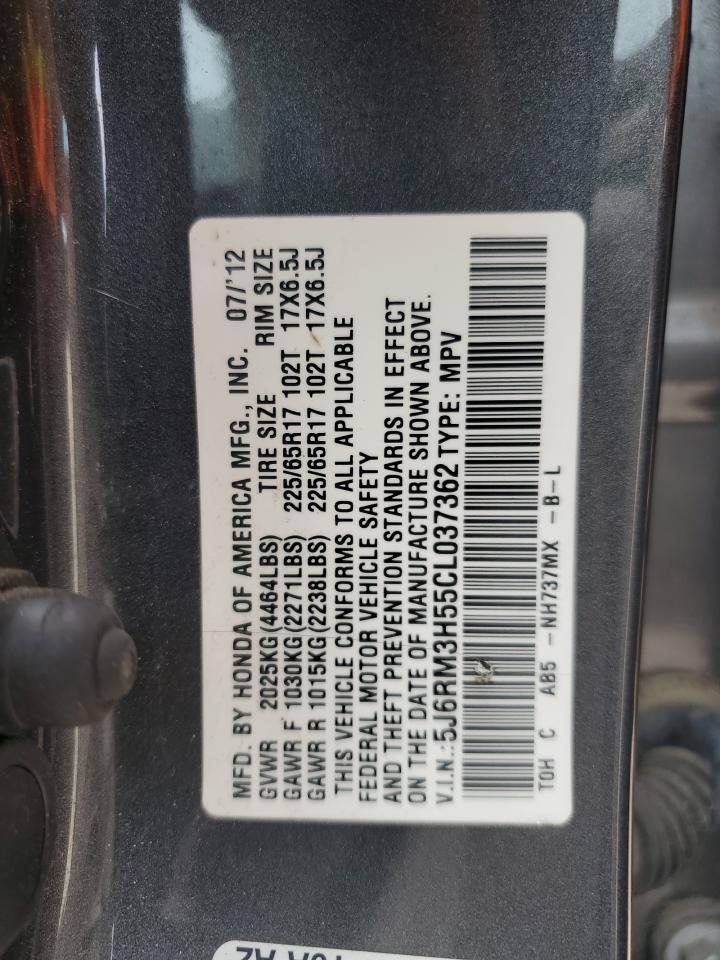 MFD. BY HONDA OF AMERICA MFG., INC. 07/'12
GVWR 2025KG(4464LBS) TIRE SIZE RIM SIZE
GAWR F 1030KG(2271LBS) 225/65R17 102T 17X6.5J
GAWR R 1015KG(2238LBS) 225/65R17 102T 17X6.5J
THIS VEHICLE CONFORMS TO ALL APPLICABLE
FEDERAL MOTOR VEHICLE SAFETY
AND THEFT PREVENTION STANDARDS IN EFFECT
ON THE DATE OF MANUFACTURE SHOWN ABOVE.
V.I.N.:5J6RM3H55CL037362 TYPE: MPV
TOH C AB5 -NH737MX -B-L